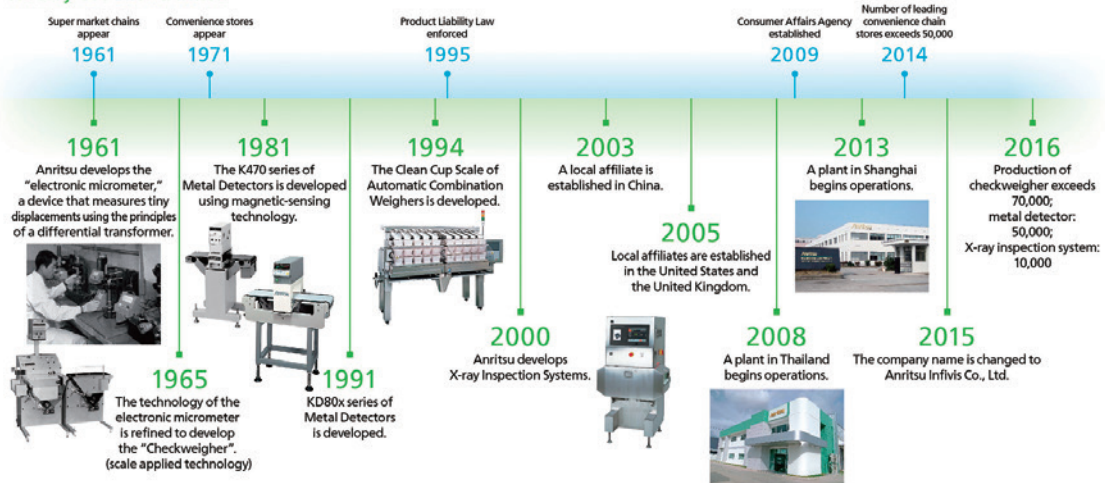 Super market chains
appear
1961
Convenience stores
appear
1971
Product Liability Law
enforced
1995
Consumer Affairs Agency
established
2009
Number of leading
convenience chain
stores exceeds 50,000
2014
1961
Anritsu develops the
"electronic micrometer,"
a device that measures tiny
displacements using the principles
of a differential transformer.
1965
The technology of the
electronic micrometer
is refined to develop
the "Checkweigher".
(scale applied technology)
1981
The K470 series of
Metal Detectors is developed
using magnetic-sensing
technology.
1991
KD80x series of
Metal Detectors
is developed.
1994
The Clean Cup Scale of
Automatic Combination
Weighers is developed.
2000
Anritsu develops
X-ray Inspection Systems.
2003
A local affiliate is
established in China.
2005
Local affiliates are established
in the United States and
the United Kingdom.
2008
A plant in Thailand
begins operations.
2013
A plant in Shanghai
begins operations.
2015
The company name is changed to
Anritsu Infivis Co., Ltd.
2016
Production of
checkweigher exceeds
70,000;
metal detector:
50,000;
X-ray inspection system:
10,000